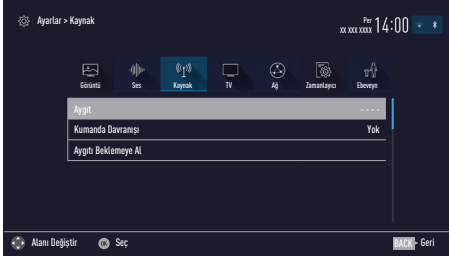 Ayarlar > Kaynak
Per
xx xxx xxxx 14:00
Görüntü Ses Kaynak TV Ağ Zamanlayıcı Ebeveyn
Aygıt - - - -
Kumanda Davranışı Yok
Aygıtı Beklemeye Al
Alanı Değiştir OK Seç BACK Geri